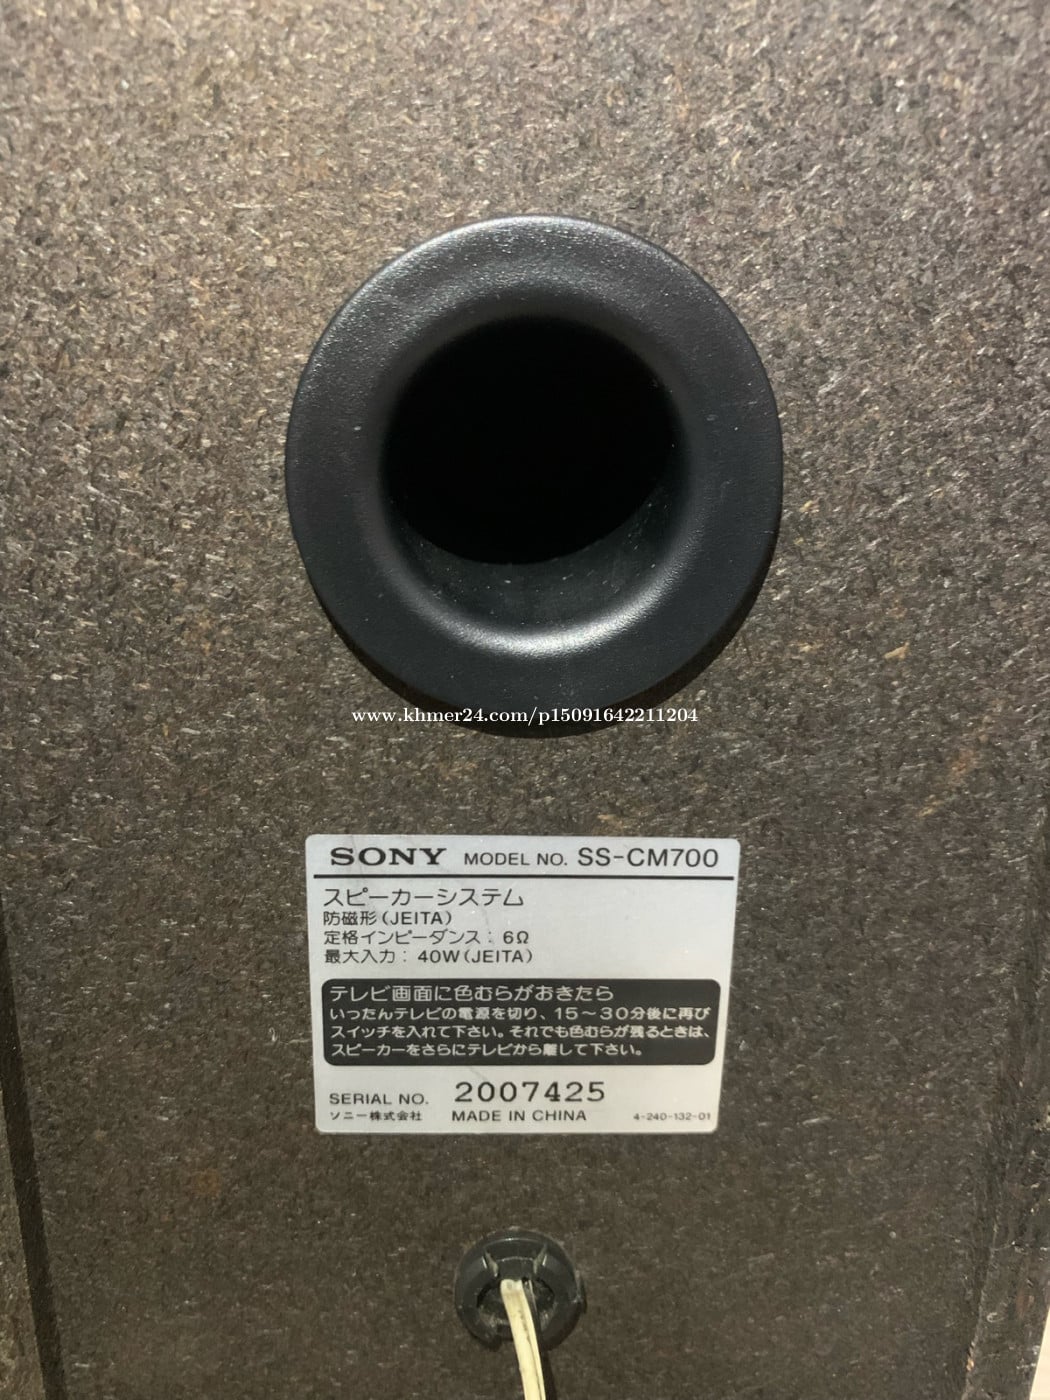 www.khmer24.com/p15091642211204
SONY MODEL NO. SS-CM700
スピーカーシステム
防磁形(JEITA)
定格インピーダンス：6Ω
最大入力：40W(JEITA)
テレビ画面に色むらがおきたら
いったんテレビの電源を切り、15～30分後に再び
スイッチを入れて下さい。それでも色むらが残るときは、
スピーカーをさらにテレビから離して下さい。
SERIAL NO. 2007425
ソニー株式会社 MADE IN CHINA 4-240-132-01